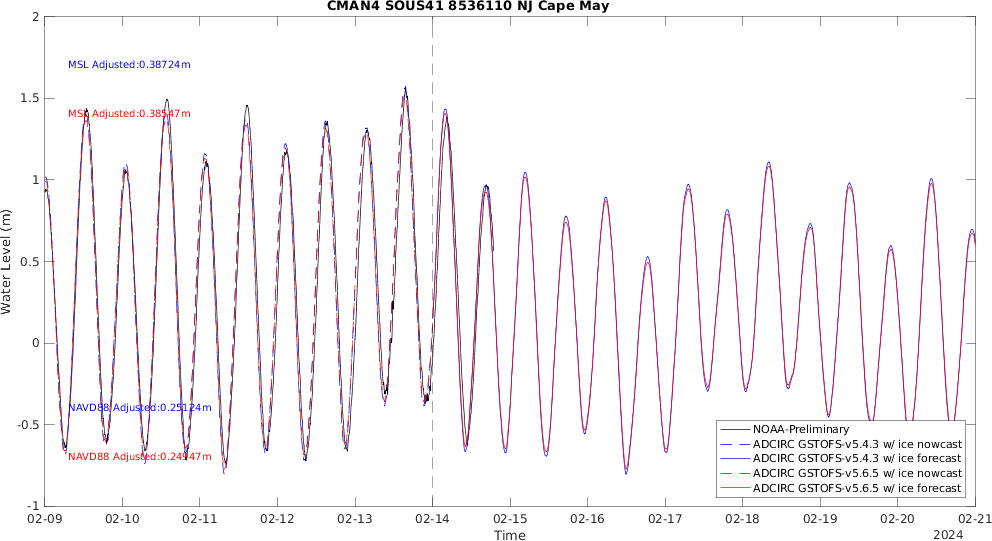 CMAN4 SOUS41 8536110 NJ Cape May
2
1.5
1
0.5
0
-0.5
-1
Water Level (m)
MSL Adjusted:0.38724m
MSL Adjusted:0.38547m
NAVD88 Adjusted:0.25124m
NAVD88 Adjusted:0.24947m
NOAA-Preliminary
ADCIRC GSTOFS-v5.4.3 w/ ice nowcast
ADCIRC GSTOFS-v5.4.3 w/ ice forecast
ADCIRC GSTOFS-v5.6.5 w/ ice nowcast
ADCIRC GSTOFS-v5.6.5 w/ ice forecast
02-09 02-10 02-11 02-12 02-13 02-14 02-15 02-16 02-17 02-18 02-19 02-20 02-21
Time
2024